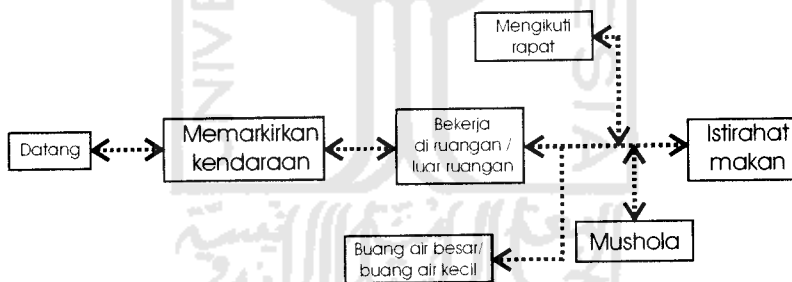 Mengikuti
rapat
Datang
Memarkirkan
kendaraan
Bekerja
di ruangan /
luar ruangan
Istirahat
makan
Mushola
Buang air besar/
buang air kecil